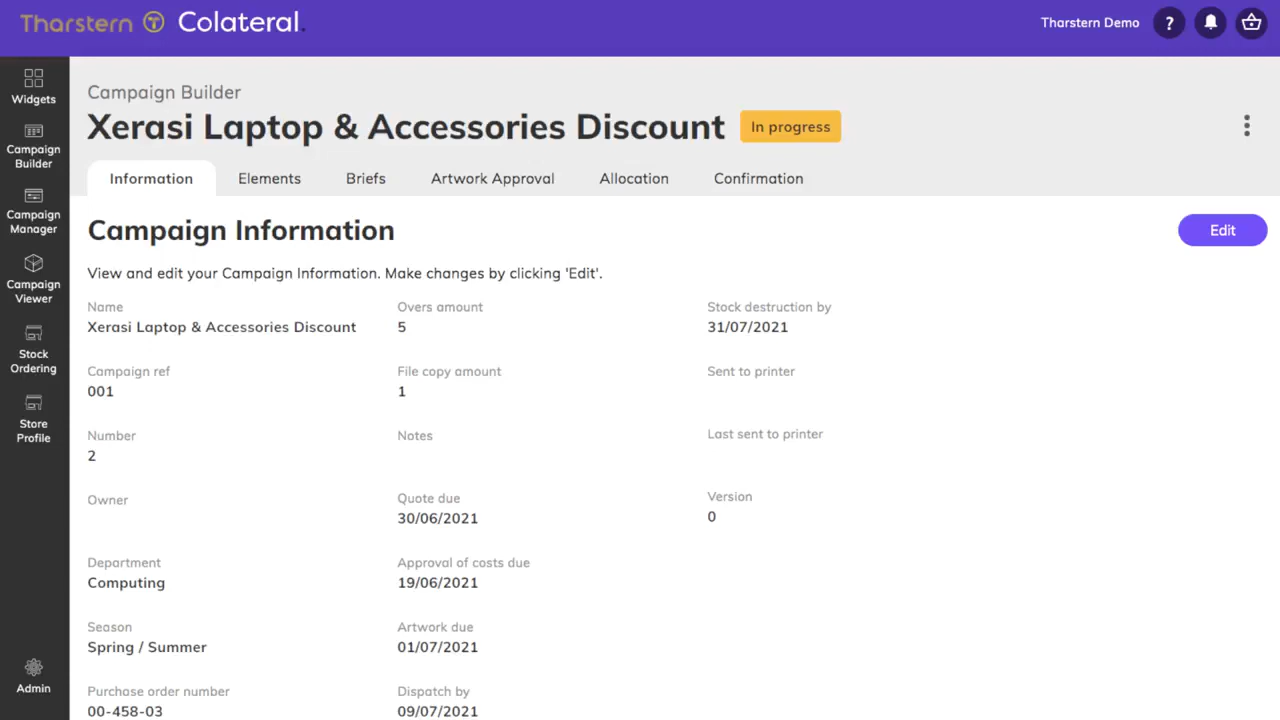 Tharstern T Colateral.
Tharstern Demo ?
Widgets
Campaign
Builder
Campaign
Manager
Campaign
Viewer
Stock
Ordering
Store
Profile
Admin
Campaign Builder
Xerasi Laptop & Accessories Discount In progress
Information Elements Briefs Artwork Approval Allocation Confirmation
Campaign Information
Edit
View and edit your Campaign Information. Make changes by clicking 'Edit'.
Name
Xerasi Laptop & Accessories Discount
Campaign ref
001
Number
2
Owner
Department
Computing
Season
Spring / Summer
Purchase order number
00-458-03
Overs amount
5
File copy amount
1
Notes
Quote due
30/06/2021
Approval of costs due
19/06/2021
Artwork due
01/07/2021
Dispatch by
09/07/2021
Stock destruction by
31/07/2021
Sent to printer
Last sent to printer
Version
0